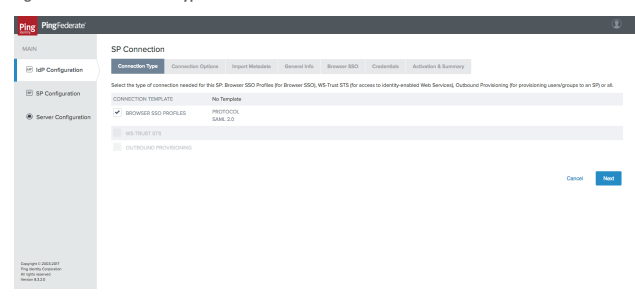 Ping
Identity
PingFederate
MAIN
IdP Configuration
SP Configuration
Server Configuration
SP Connection
Connection Type
Connection Options
Import Metadata
General Info
Browser SSO
Credentials
Activation & Summary
Select the type of connection needed for this SP: Browser SSO Profiles (for Browser SSO), WS-Trust STS (for access to identity-enabled Web Services), Outbound Provisioning (for provisioning users/groups to an SP) or all.
CONNECTION TEMPLATE No Template
BROWSER SSO PROFILES PROTOCOL
SAML 2.0
WS-TRUST STS
OUTBOUND PROVISIONING
Cancel Next
Copyright © 2003-2017
Ping Identity Corporation
All rights reserved
Version 8.3.2.0